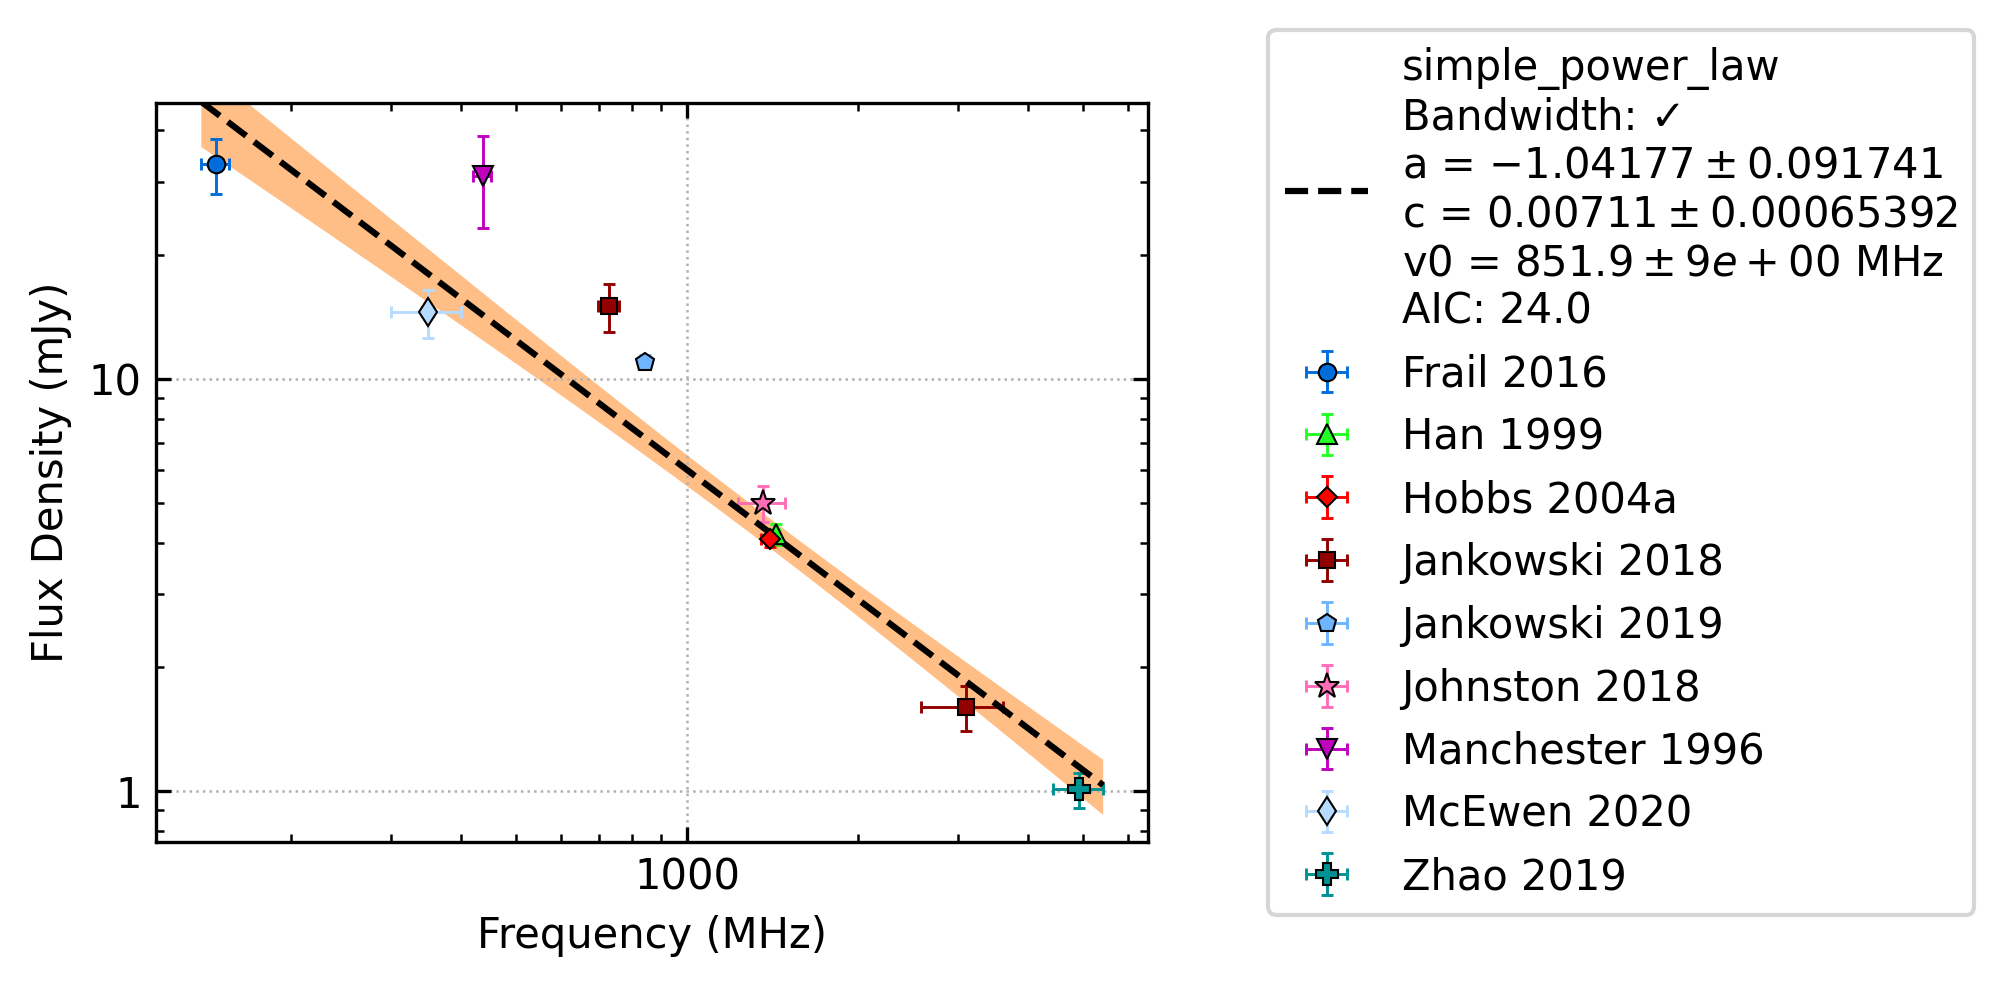 simple_power_law
Bandwidth: ✓
a = −1.04177 ± 0.091741
c = 0.00711 ± 0.00065392
v0 = 851.9 ± 9e + 00 MHz
AIC: 24.0
Frail 2016
Han 1999
Hobbs 2004a
Jankowski 2018
Jankowski 2019
Johnston 2018
Manchester 1996
McEwen 2020
Zhao 2019
Flux Density (mJy)
10
1
1000
Frequency (MHz)